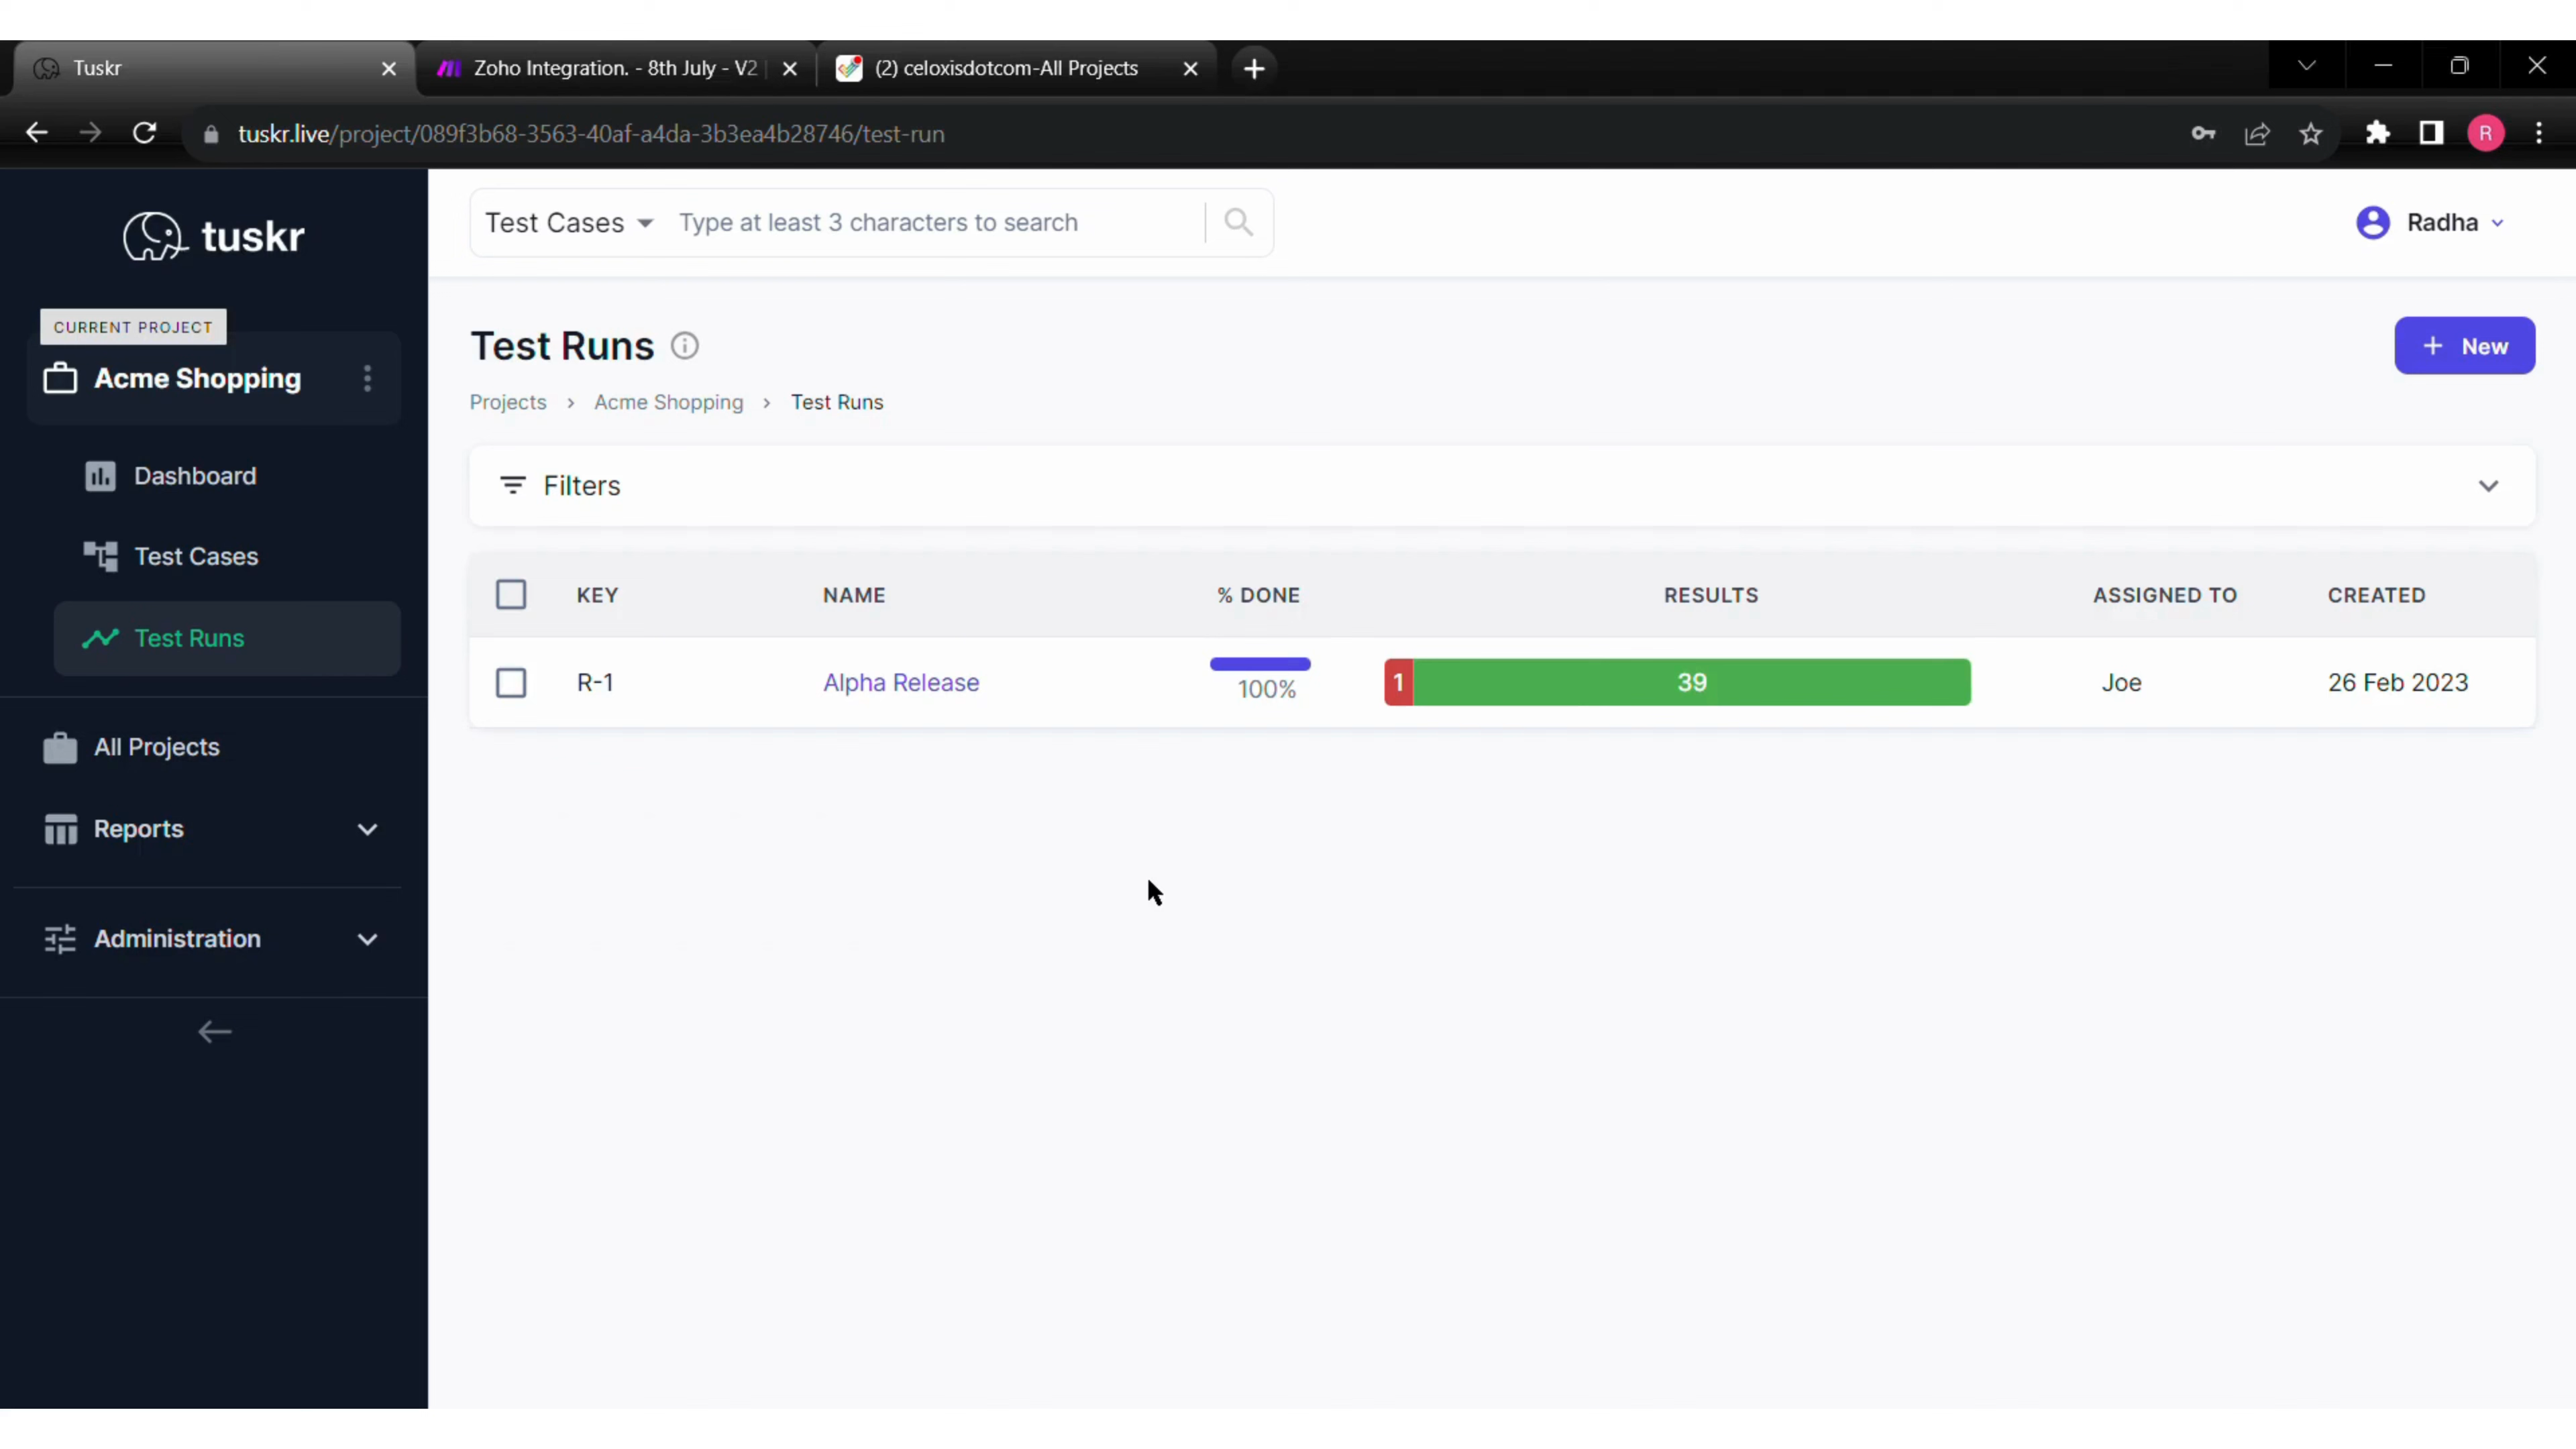 Tuskr
Zoho Integration. - 8th July - V2
(2) celoxisdotcom-All Projects
tuskr.live/project/089f3b68-3563-40af-a4da-3b3ea4b28746/test-run
R
tuskr
Test Cases
Type at least 3 characters to search
Radha
CURRENT PROJECT
Acme Shopping
Test Runs
New
Projects > Acme Shopping > Test Runs
Dashboard
Filters
Test Cases
KEY NAME % DONE RESULTS ASSIGNED TO CREATED
Test Runs
R-1 Alpha Release 100% 1 39 Joe 26 Feb 2023
All Projects
Reports
Administration